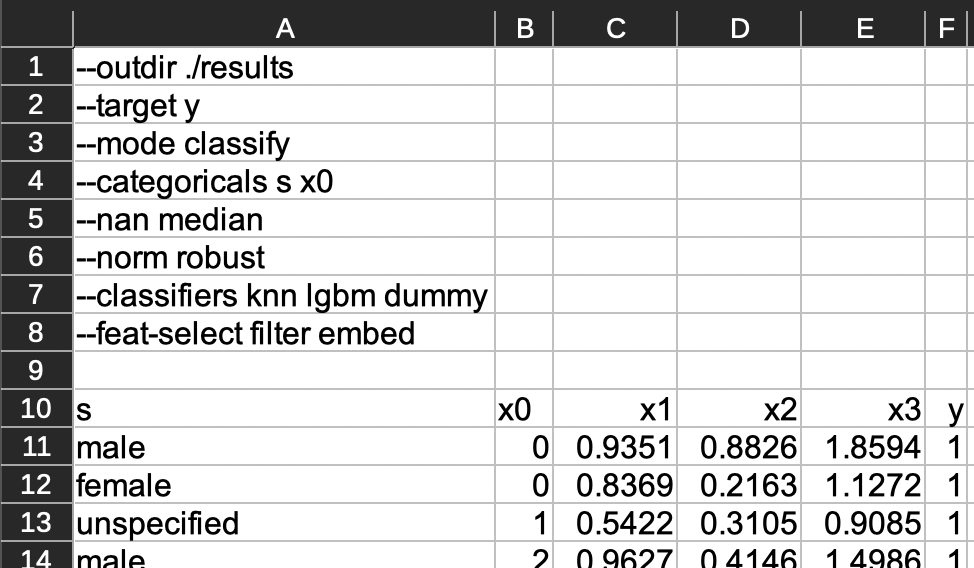 A B C D E F
1 --outdir ./results
2 --target y
3 --mode classify
4 --categoricals s x0
5 --nan median
6 --norm robust
7 --classifiers knn lgbm dummy
8 --feat-select filter embed
9
10 s x0 x1 x2 x3 y
11 male 0 0.9351 0.8826 1.8594 1
12 female 0 0.8369 0.2163 1.1272 1
13 unspecified 1 0.5422 0.3105 0.9085 1
14 male 2 0.9627 0.4146 1.4986 1